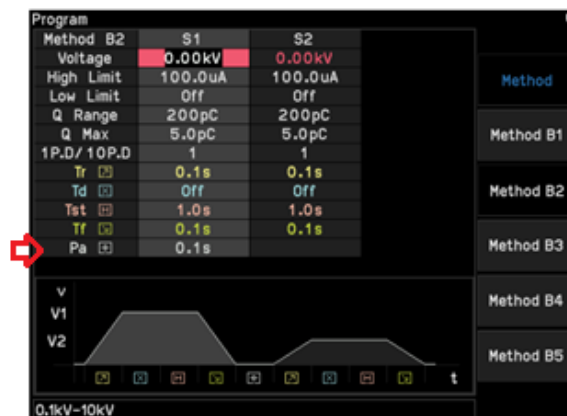 Program
Method B2 S1 S2
Voltage 0.00kV 0.00kV
High Limit 100.0uA 100.0uA
Low Limit Off Off
Q Range 200pC 200pC
Q Max 5.0pC 5.0pC
1P.D/10P.D 1 1
Tr 0.1s 0.1s
Td Off Off
Tst 1.0s 1.0s
Tf 0.1s 0.1s
Pa 0.1s
V
V1
V2
t
0.1kV-10kV
Method
Method B1
Method B2
Method B3
Method B4
Method B5